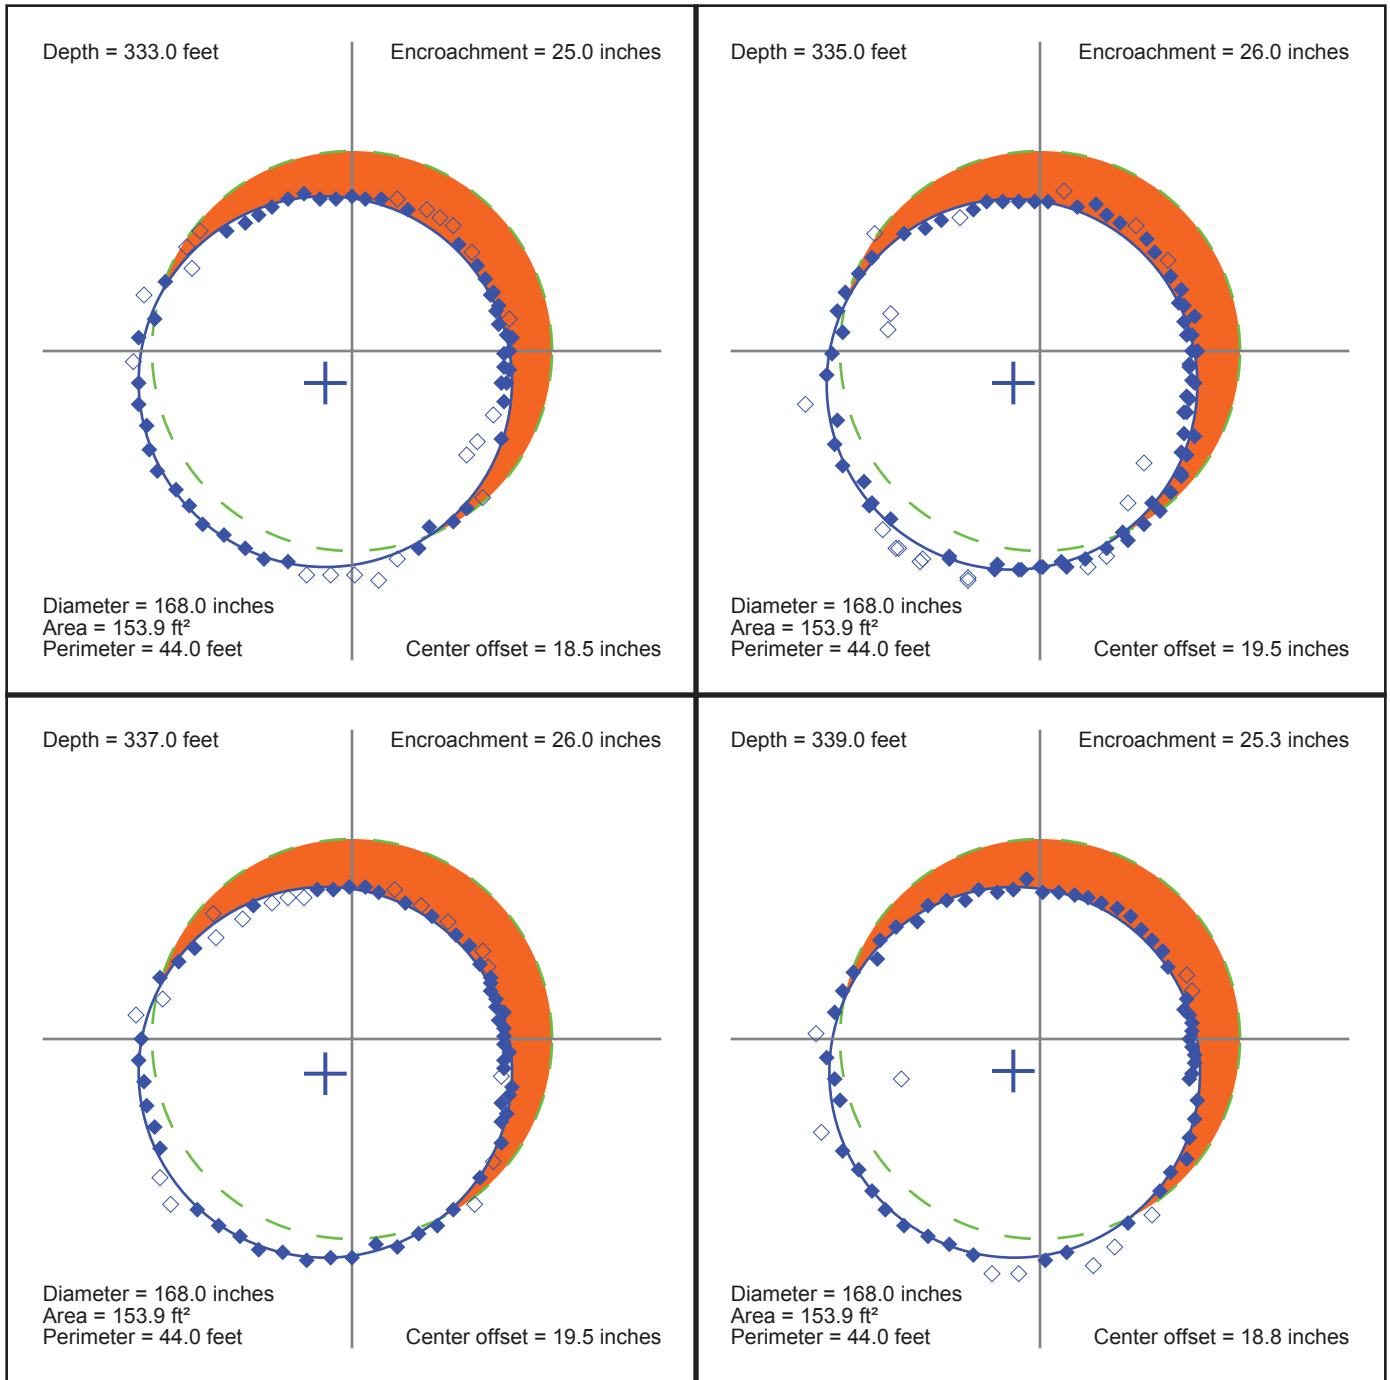 Depth = 333.0 feet
Encroachment = 25.0 inches
Diameter = 168.0 inches
Area = 153.9 ft²
Perimeter = 44.0 feet
Center offset = 18.5 inches
Depth = 335.0 feet
Encroachment = 26.0 inches
Diameter = 168.0 inches
Area = 153.9 ft²
Perimeter = 44.0 feet
Center offset = 19.5 inches
Depth = 337.0 feet
Encroachment = 26.0 inches
Diameter = 168.0 inches
Area = 153.9 ft²
Perimeter = 44.0 feet
Center offset = 19.5 inches
Depth = 339.0 feet
Encroachment = 25.3 inches
Diameter = 168.0 inches
Area = 153.9 ft²
Perimeter = 44.0 feet
Center offset = 18.8 inches